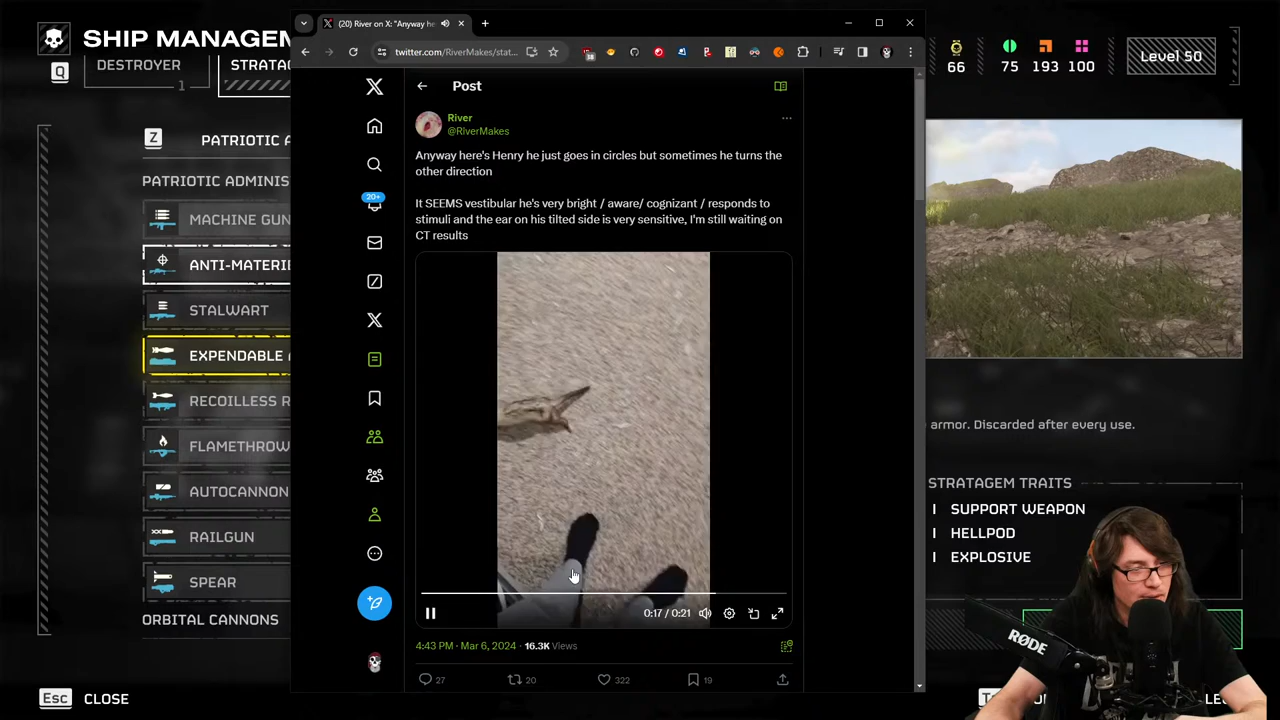 SHIP MANAGEM
Q
DESTROYER
1
STRATA
66
75
193
100
Level 50
(20) River on X: "Anyway he
twitter.com/RiverMakes/stat...
38
Post
River
@RiverMakes
Anyway here's Henry he just goes in circles but sometimes he turns the
other direction
It SEEMS vestibular he's very bright / aware/ cognizant / responds to
stimuli and the ear on his tilted side is very sensitive, I'm still waiting on
CT results
20+
0:17 / 0:21
4:43 PM · Mar 6, 2024 · 16.3K Views
27
20
322
19
Z
PATRIOTIC A
PATRIOTIC ADMINIS
MACHINE GUN
ANTI-MATERIE
STALWART
EXPENDABLE A
RECOILLESS R
FLAMETHROW
AUTOCANNON
RAILGUN
SPEAR
ORBITAL CANNONS
armor. Discarded after every use.
STRATAGEM TRAITS
SUPPORT WEAPON
HELLPOD
EXPLOSIVE
RØDE
Esc
CLOSE